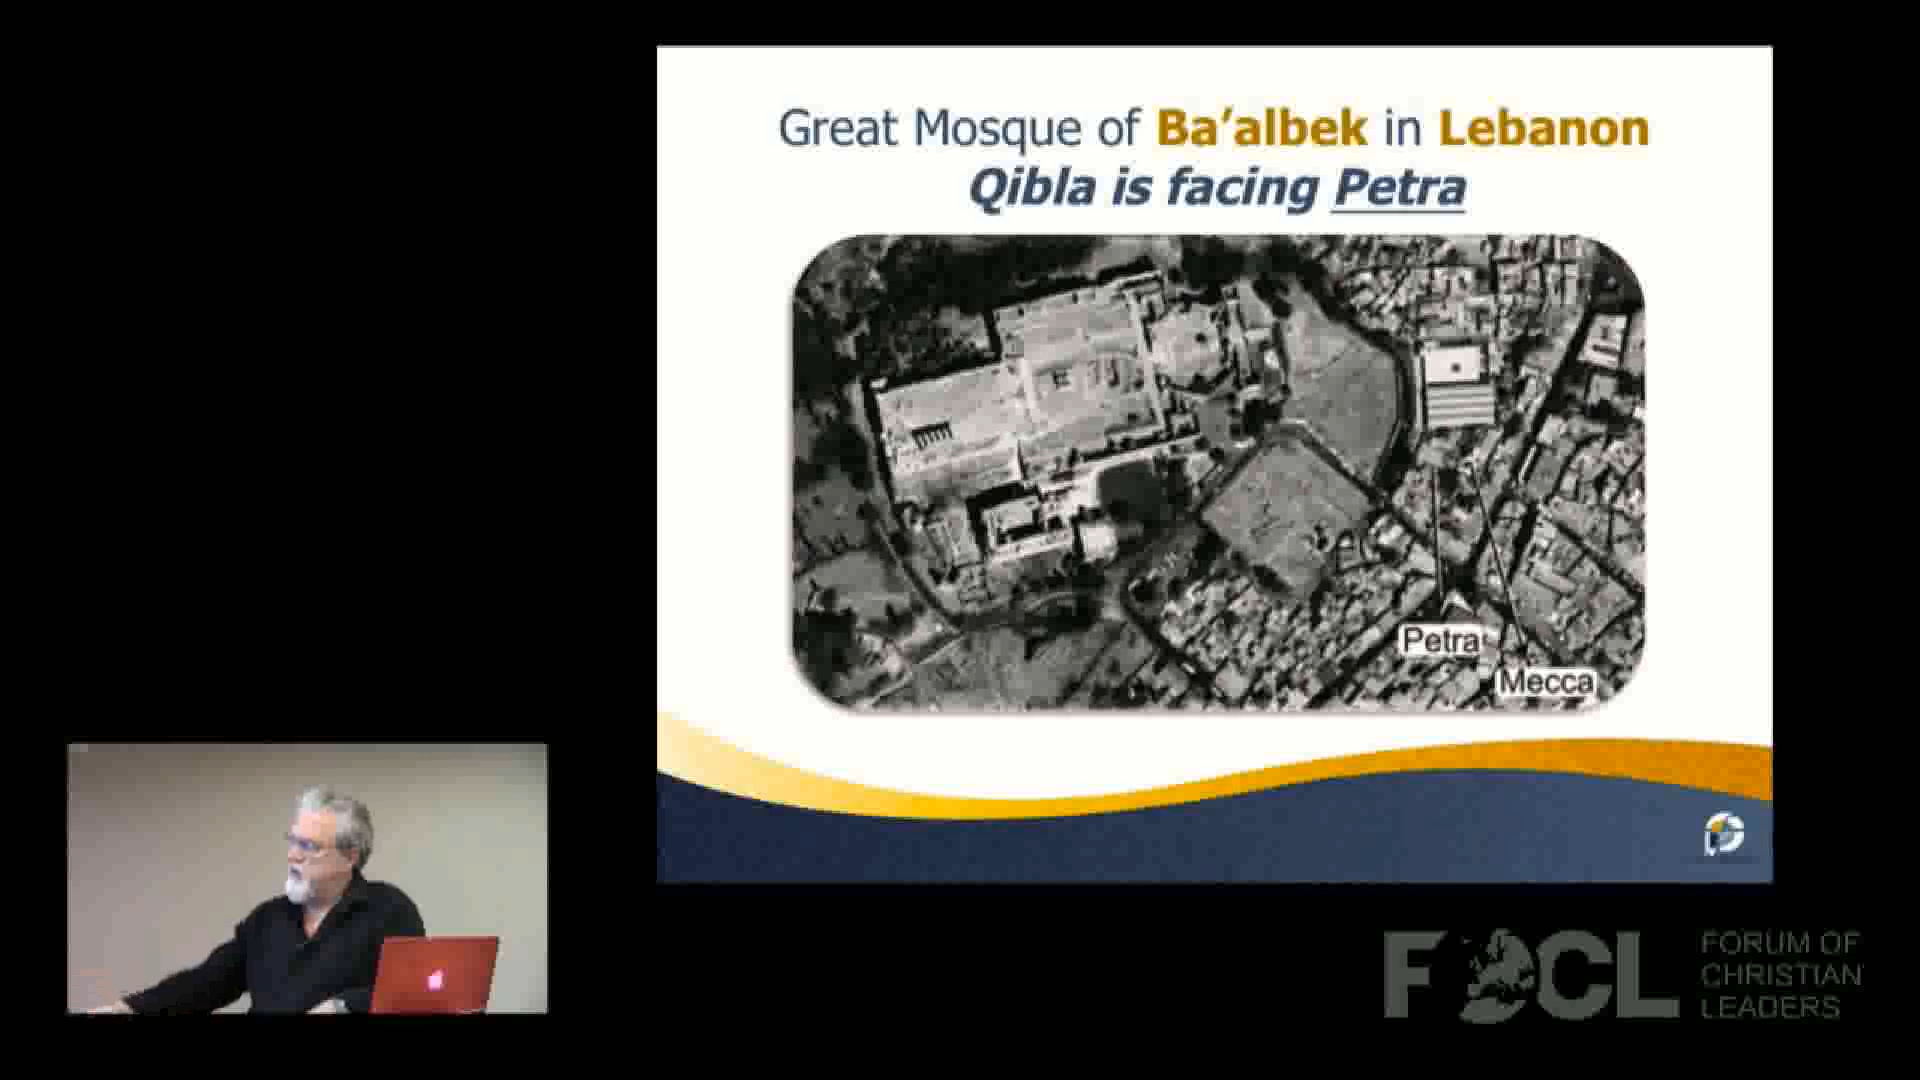 Great Mosque of Ba’albek in Lebanon
Qibla is facing Petra
Petra
Mecca
FOCL
FORUM OF
CHRISTIAN
LEADERS